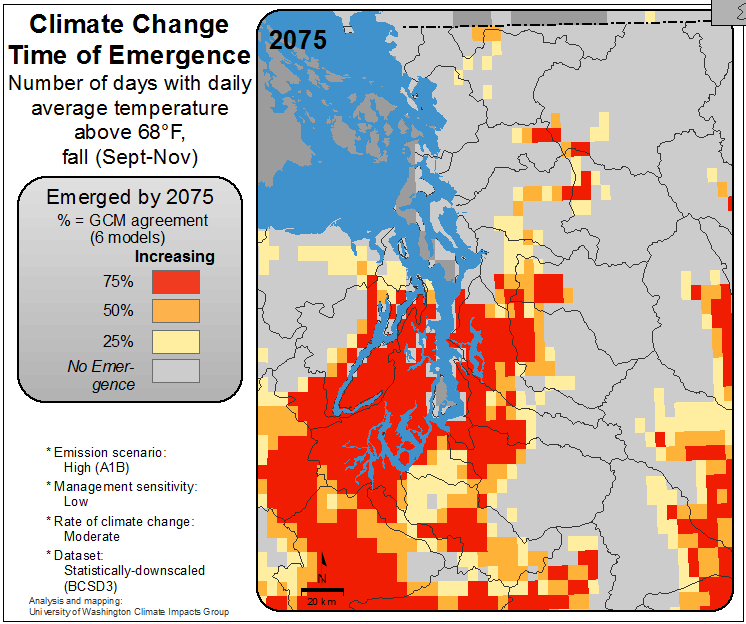 Climate Change
Time of Emergence
Number of days with daily
average temperature
above 68°F,
fall (Sept-Nov)
Emerged by 2075
% = GCM agreement
(6 models)
Increasing
75%
50%
25%
No Emer-
gence
* Emission scenario:
High (A1B)
* Management sensitivity:
Low
* Rate of climate change:
Moderate
* Dataset:
Statistically-downscaled
(BCSD3)
Analysis and mapping:
University of Washington Climate Impacts Group
2075
N
20 km